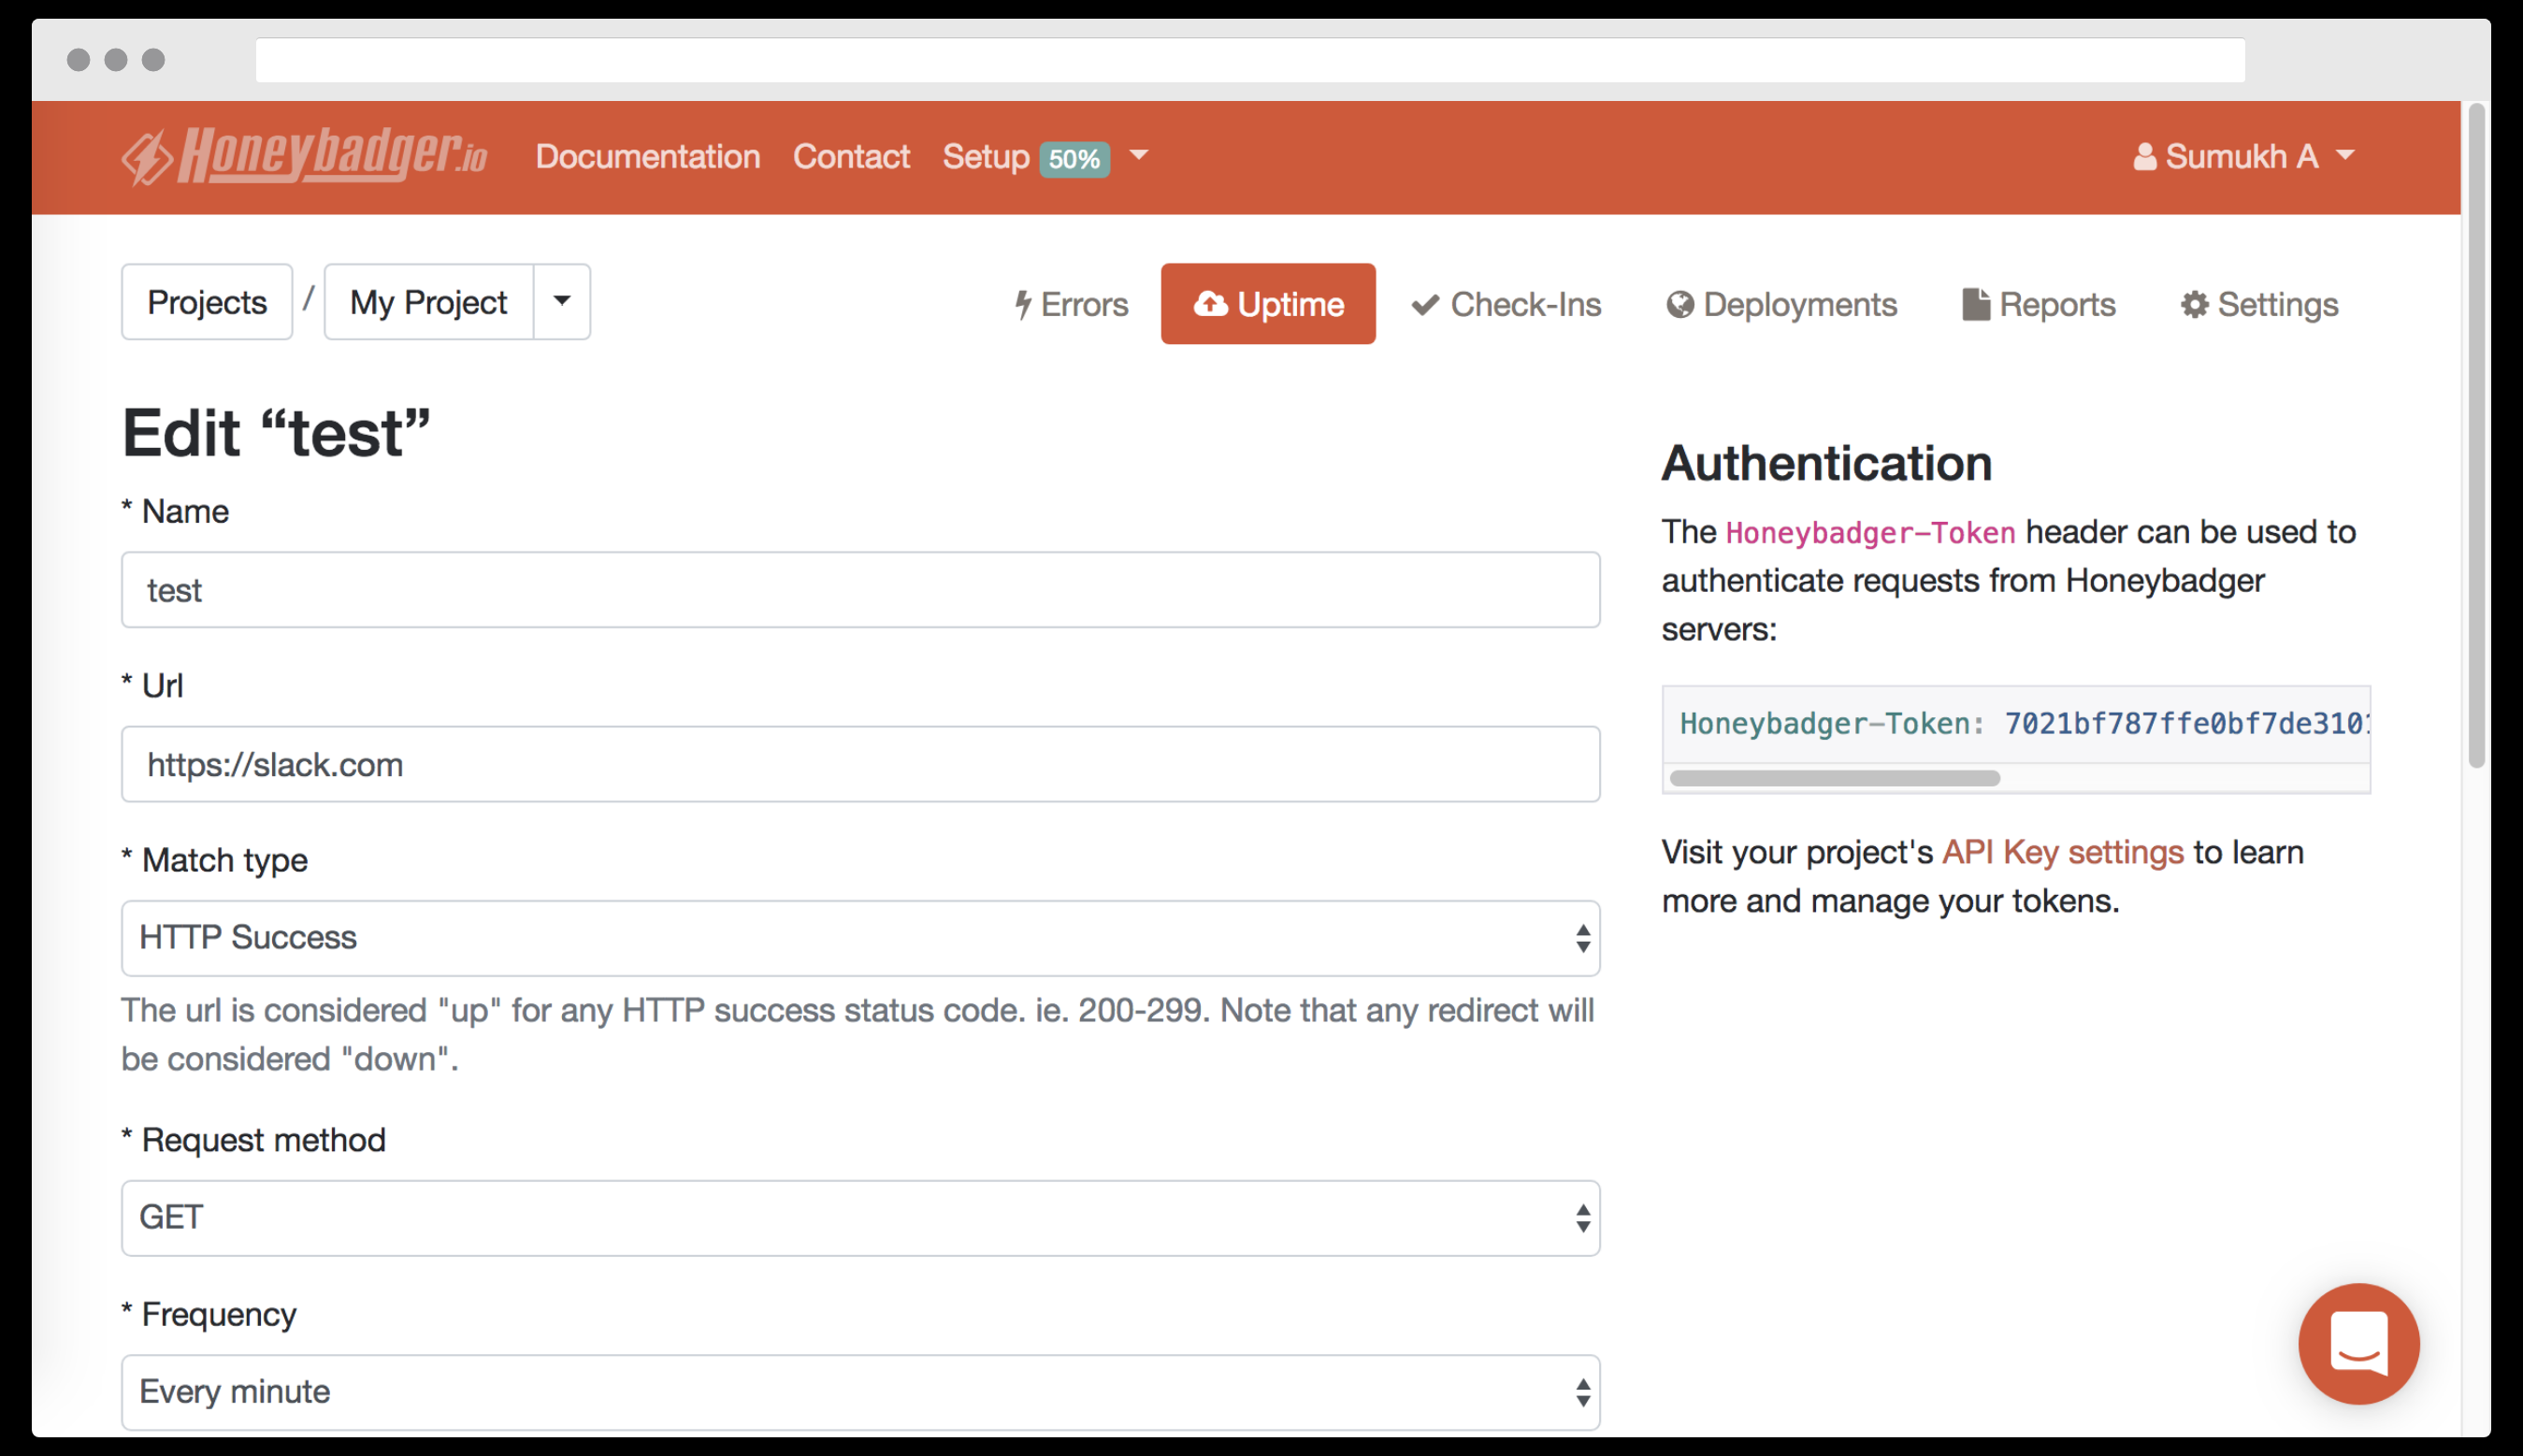 Honeybadger.io Documentation Contact Setup 50% Sumukh A
Projects / My Project Errors Uptime Check-Ins Deployments Reports Settings
Edit “test”
* Name
test
* Url
https://slack.com
* Match type
HTTP Success
The url is considered "up" for any HTTP success status code. ie. 200-299. Note that any redirect will
be considered "down".
* Request method
GET
* Frequency
Every minute
Authentication
The Honeybadger-Token header can be used to
authenticate requests from Honeybadger
servers:
Honeybadger-Token: 7021bf787ffe0bf7de310
Visit your project's API Key settings to learn
more and manage your tokens.